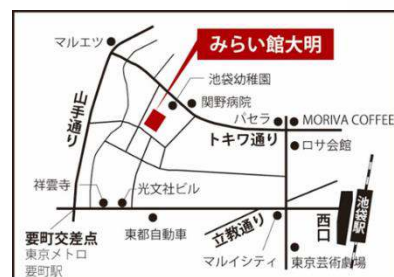 マルエツ
みらい館大明
池袋幼稚園
関野病院
山手通り
パセラ
MORIVA COFFEE
トキワ通り
ロサ会館
祥雲寺
光文社ビル
池袋駅
西口
要町交差点
東京メトロ
要町駅
東都自動車
立教通り
マルイシティ
東京芸術劇場